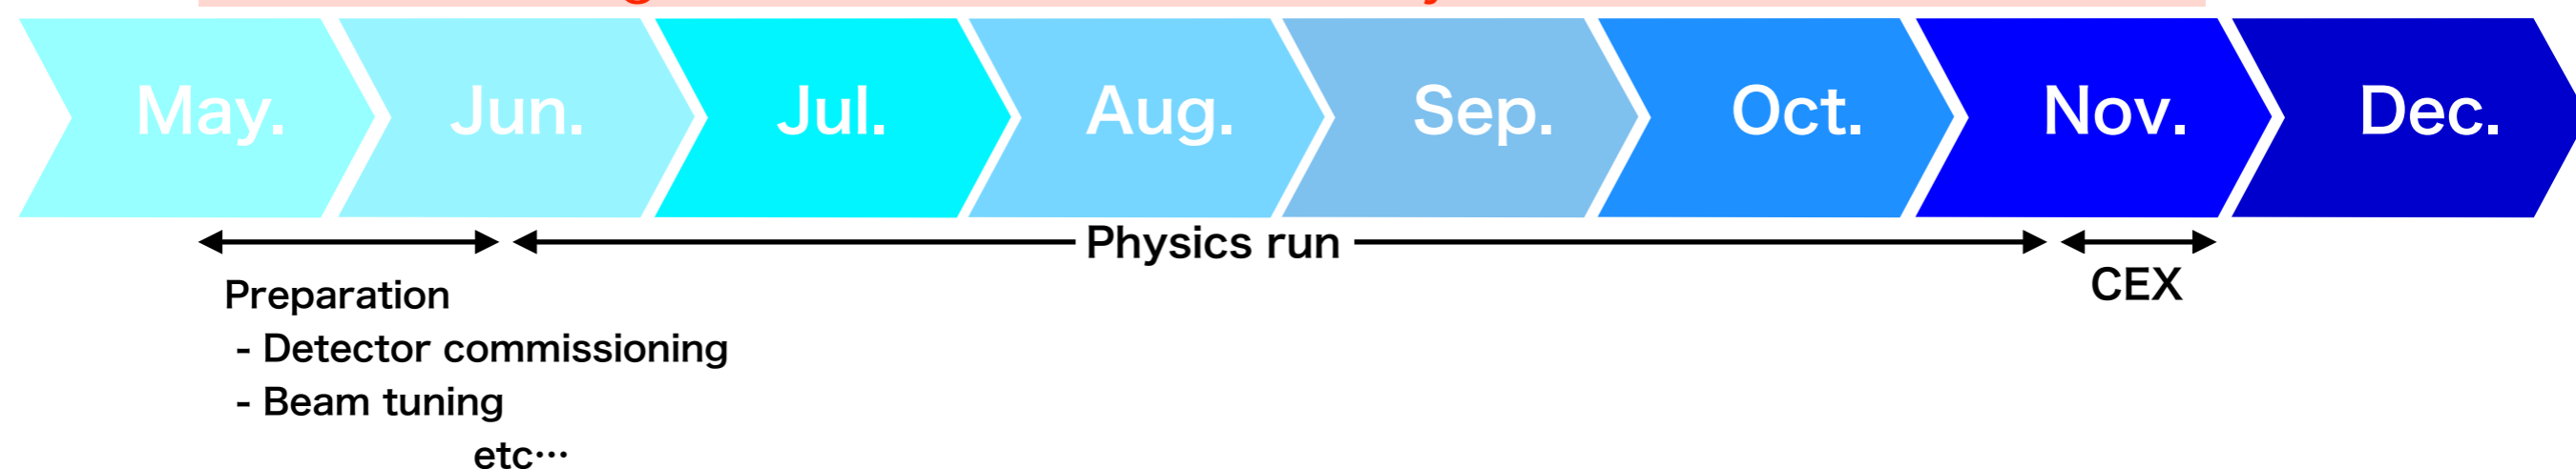 May. Jun. Jul. Aug. Sep. Oct. Nov. Dec.
Physics run
CEX
Preparation
- Detector commissioning
- Beam tuning
etc…